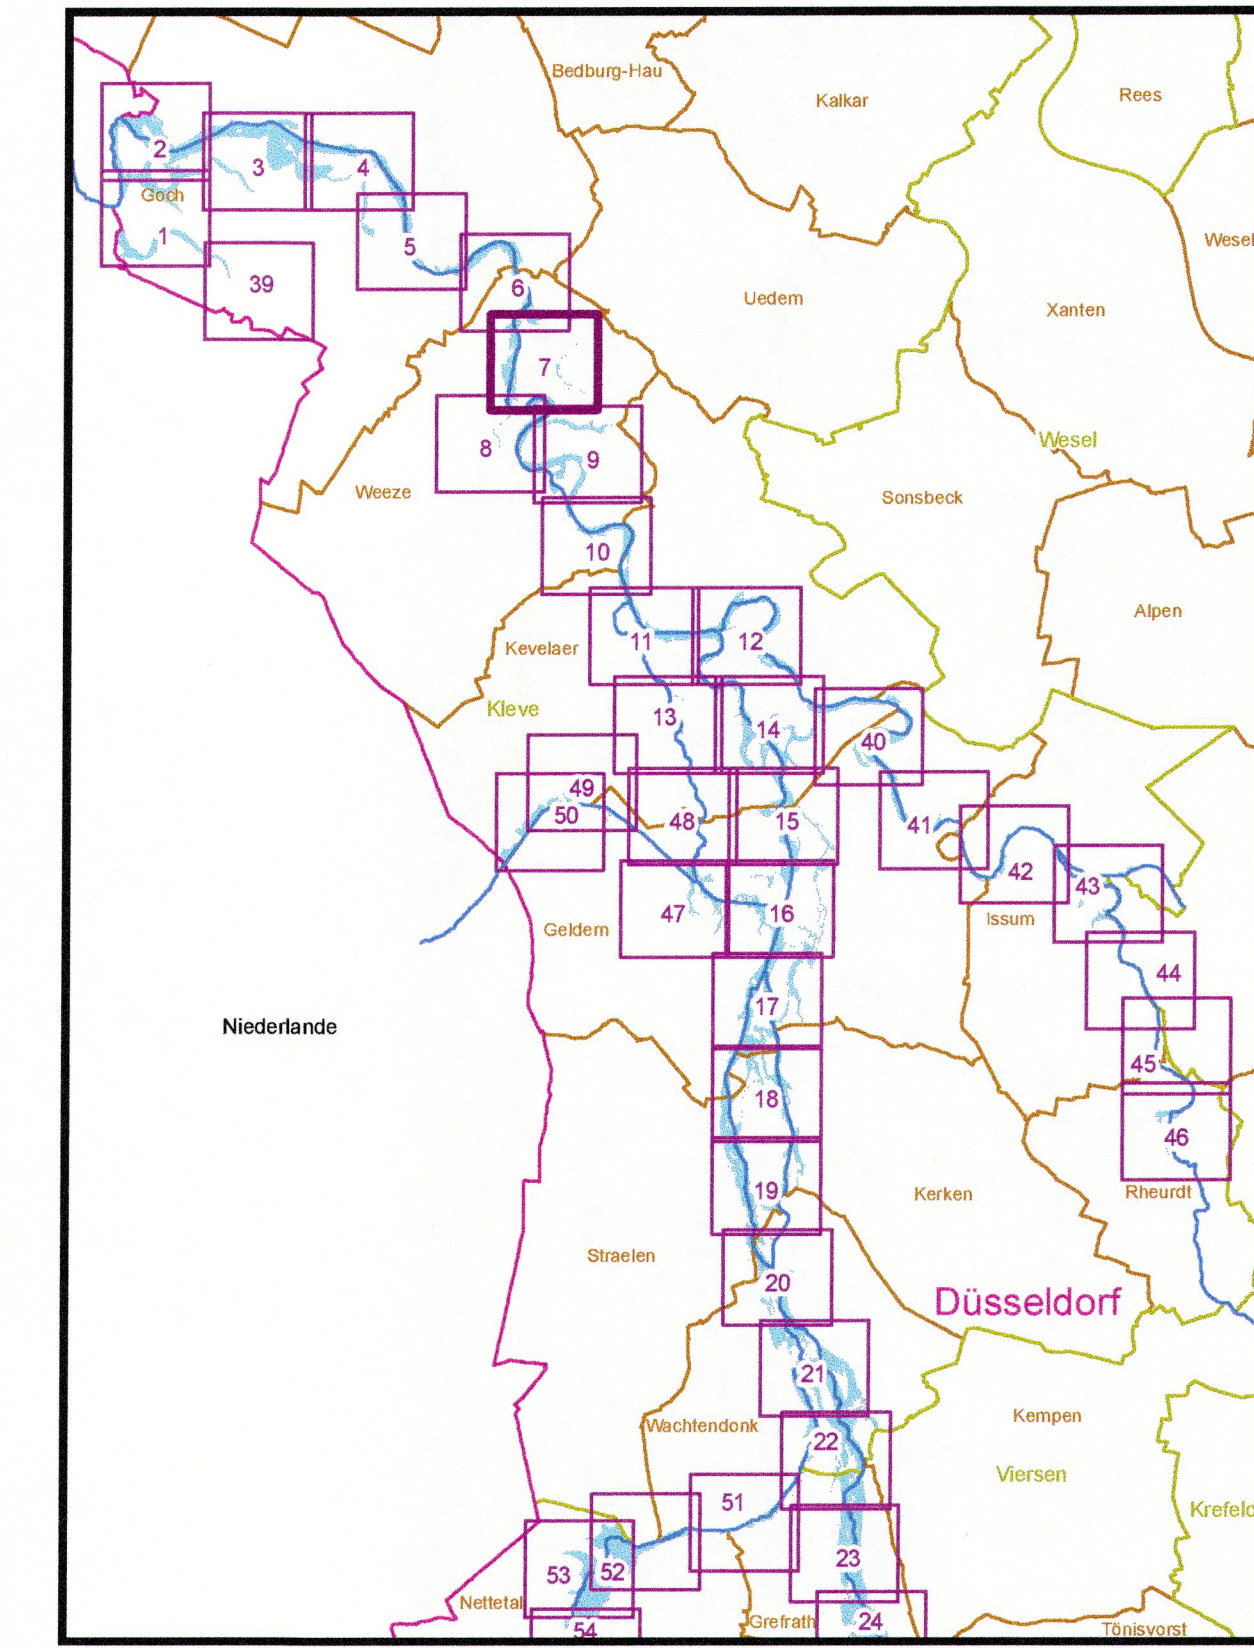 Bedburg-Hau
Kalkar
Rees
2
3
4
Goch
1
5
Wesel
39
6
Uedem
Xanten
7
8
9
Wesel
Weeze
Sonsbeck
10
Alpen
11
12
Kevelaer
Kleve
13
14
40
49
50
48
15
41
42
43
47
16
Issum
Geldern
44
17
Niederlande
45
18
46
19
Kerken
Rheurdt
Straelen
20
Düsseldorf
21
Wachtendonk
22
Kempen
Viersen
51
Krefeld
23
53
52
Nettetal
Grefrath
24
54
Tönisvorst